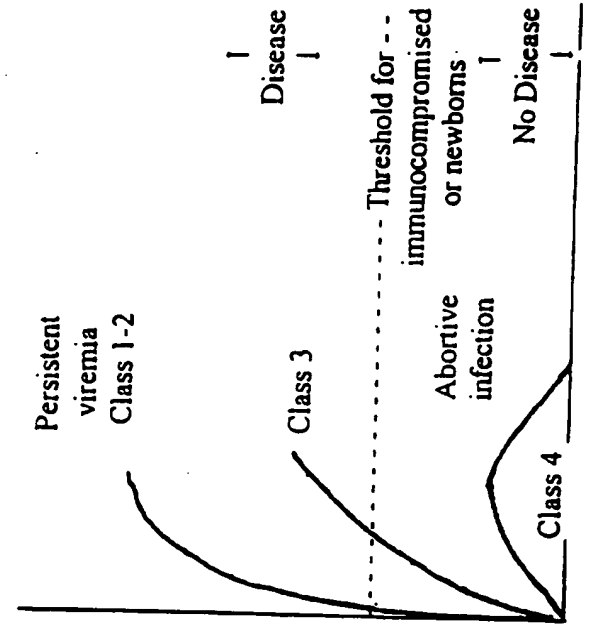 Persistent
viremia
Class 1-2
Disease
Class 3
Threshold for
immunocompromised
or newborns
Abortive
infection
No Disease
Class 4